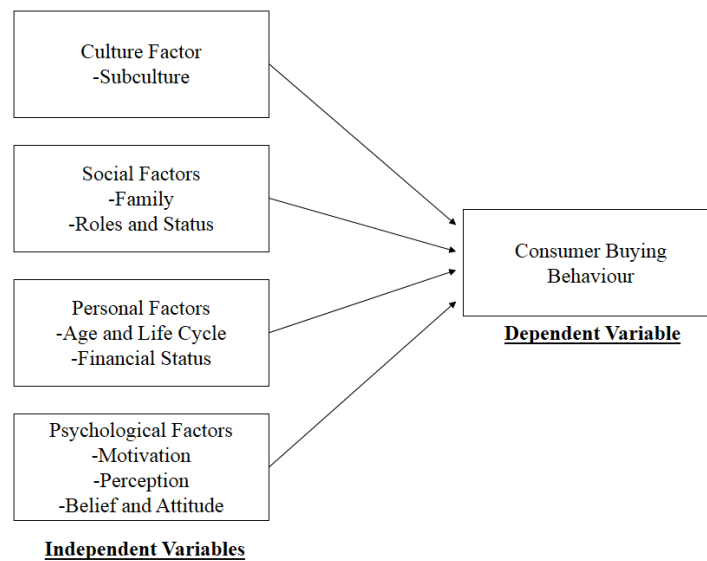 Culture Factor
-Subculture
Social Factors
-Family
-Roles and Status
Personal Factors
-Age and Life Cycle
-Financial Status
Psychological Factors
-Motivation
-Perception
-Belief and Attitude
Independent Variables
Consumer Buying
Behaviour
Dependent Variable